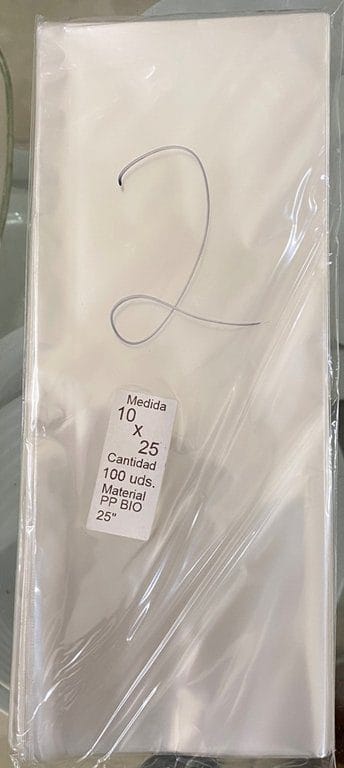 2
Medida
10
x
25
Cantidad
100 uds.
Material
PP BIO
25"